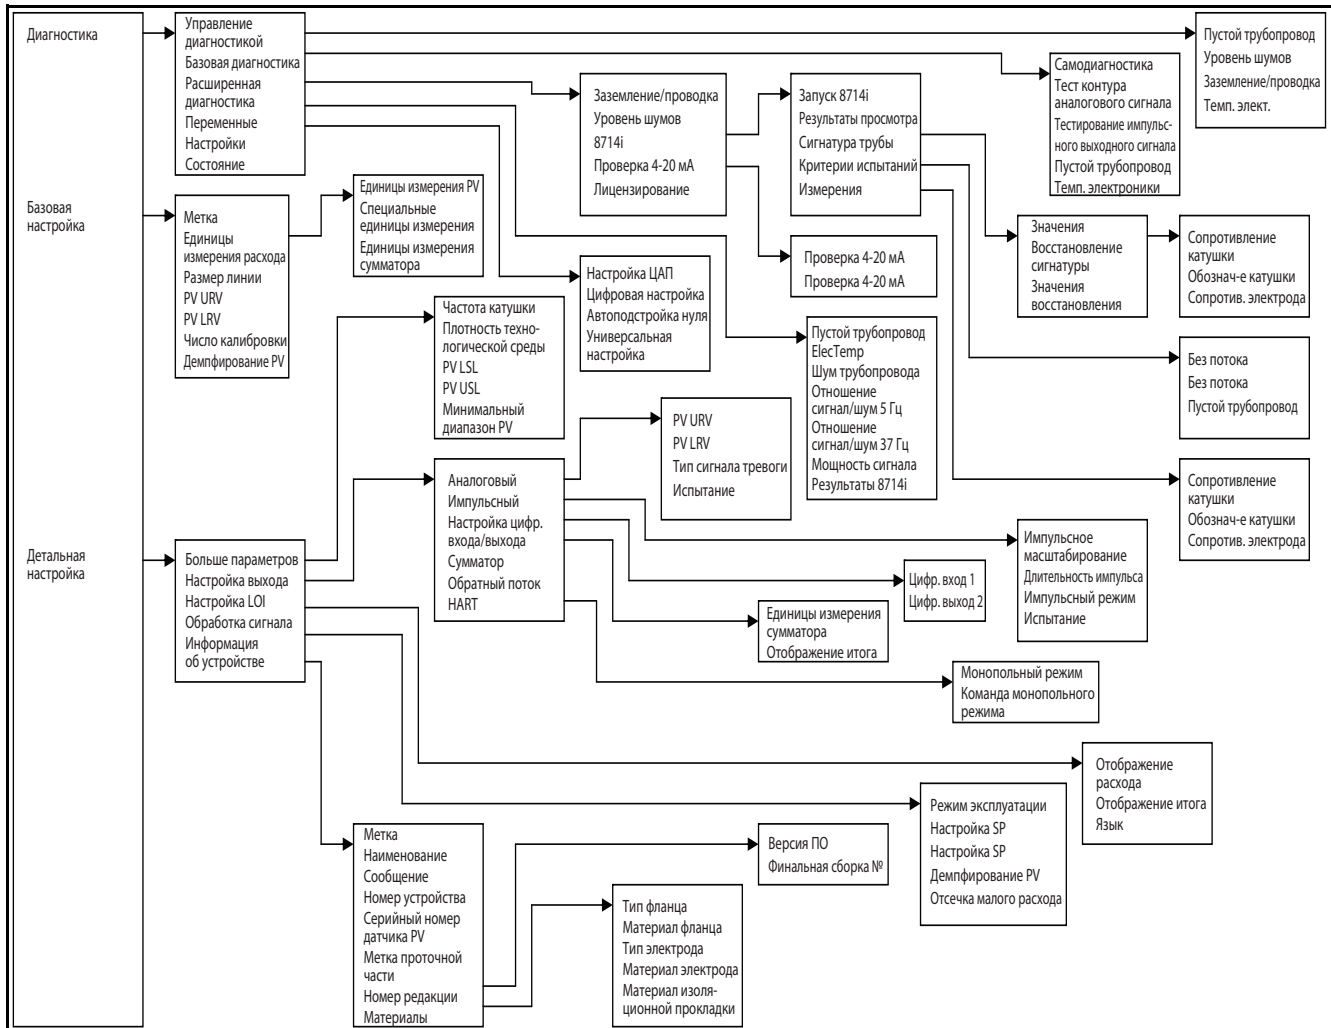 Диагностика
Базовая
настройка
Детальная
настройка
Управление
диагностикой
Базовая диагностика
Расширенная
диагностика
Переменные
Настройки
Состояние
Пустой трубопровод
Уровень шумов
Заземление/проводка
Темп. элект.
Самодиагностика
Тест контура
аналогового сигнала
Тестирование импульс-
ного выходного сигнала
Пустой трубопровод
Темп. электроники
Заземление/проводка
Уровень шумов
8714i
Проверка 4-20 мА
Лицензирование
Запуск 8714i
Результаты просмотра
Сигнатура трубы
Критерии испытаний
Измерения
Метка
Единицы
измерения расхода
Размер линии
PV URV
PV LRV
Число калибровки
Демпфирование PV
Единицы измерения PV
Специальные
единицы измерения
Единицы измерения
сумматора
Значения
Восстановление
сигнатуры
Значения
восстановления
Сопротивление
катушки
Обознач-е катушки
Сопротив. электрода
Проверка 4-20 мА
Проверка 4-20 мА
Настройка ЦАП
Цифровая настройка
Автоподстройка нуля
Универсальная
настройка
Частота катушки
Плотность техно-
логической среды
PV LSL
PV USL
Минимальный
диапазон PV
Пустой трубопровод
ElecTemp
Шум трубопровода
Отношение
сигнал/шум 5 Гц
Отношение
сигнал/шум 37 Гц
Мощность сигнала
Результаты 8714i
Без потока
Без потока
Пустой трубопровод
PV URV
PV LRV
Тип сигнала тревоги
Испытание
Аналоговый
Импульсный
Настройка цифр.
входа/выхода
Сумматор
Обратный поток
HART
Сопротивление
катушки
Обознач-е катушки
Сопротив. электрода
Больше параметров
Настройка выхода
Настройка LOI
Обработка сигнала
Информация
об устройстве
Импульсное
масштабирование
Длительность импульса
Импульсный режим
Испытание
Цифр. вход 1
Цифр. выход 2
Единицы измерения
сумматора
Отображение итога
Монопольный режим
Команда монопольного
режима
Отображение
расхода
Отображение итога
Язык
Режим эксплуатации
Настройка SP
Настройка SP
Демпфирование PV
Отсечка малого расхода
Метка
Наименование
Сообщение
Номер устройства
Серийный номер
датчика PV
Метка проточной
части
Номер редакции
Материалы
Версия ПО
Финальная сборка №
Тип фланца
Материал фланца
Тип электрода
Материал электрода
Материал изоля-
ционной прокладки